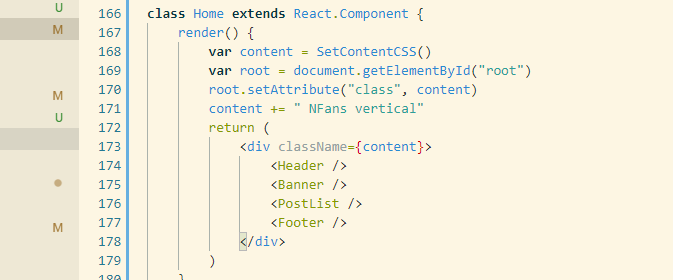 U
M
M
U
M
166 class Home extends React.Component {
167     render() {
168         var content = SetContentCSS()
169         var root = document.getElementById("root")
170         root.setAttribute("class", content)
171         content += " NFans vertical"
172         return (
173             <div className={content}>
174                 <Header />
175                 <Banner />
176                 <PostList />
177                 <Footer />
178             </div>
179         )
180     }